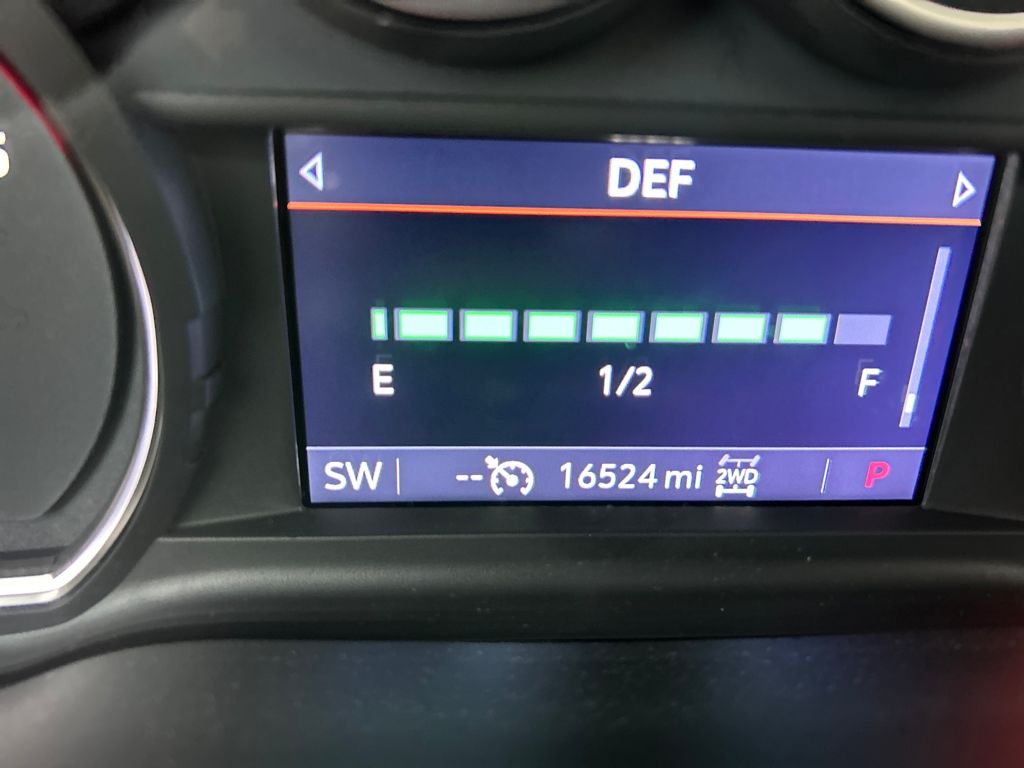 DEF
E 1/2 F
SW -- 16524 mi 2WD P